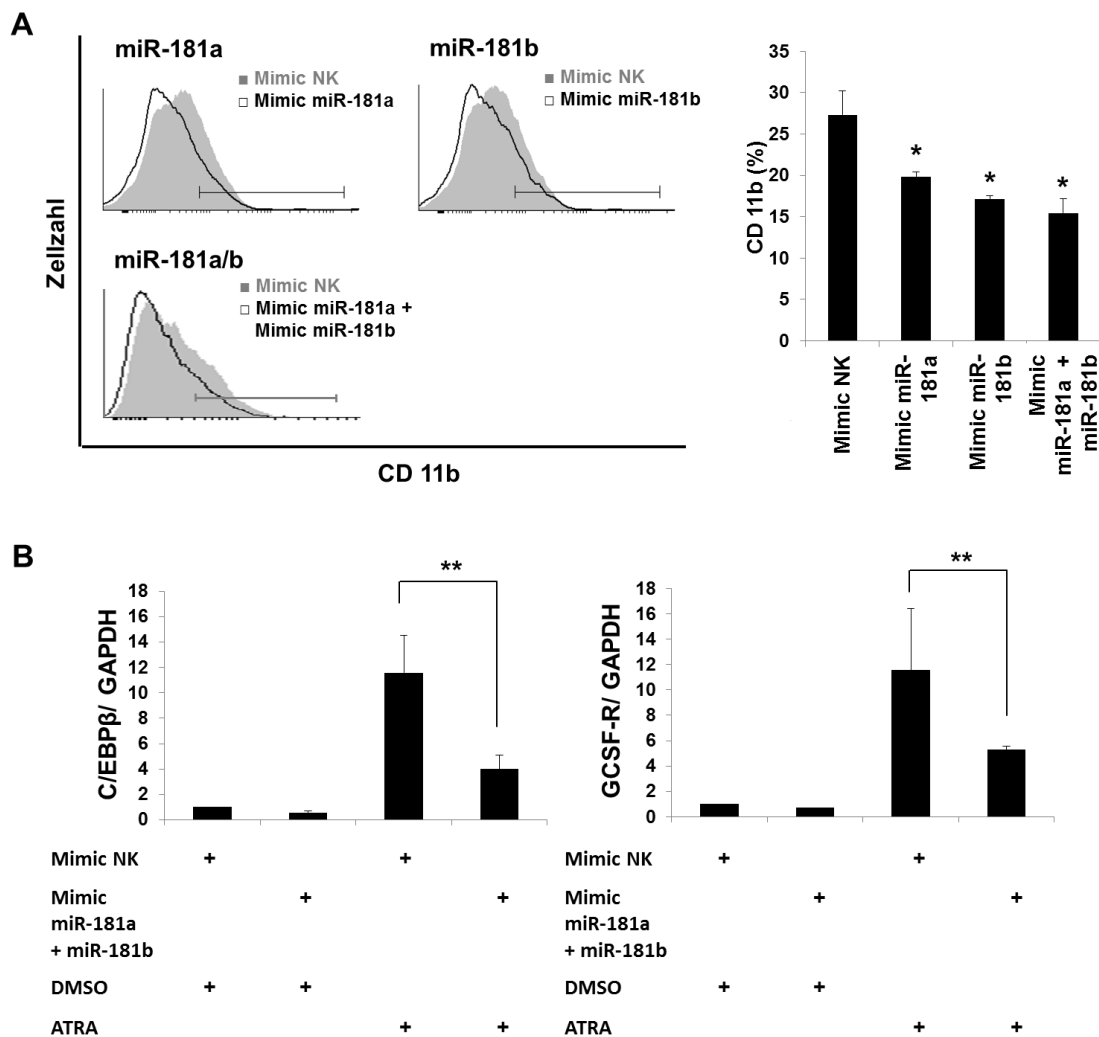 A
miR-181a
■ Mimic NK
□ Mimic miR-181a
miR-181b
■ Mimic NK
□ Mimic miR-181b
miR-181a/b
■ Mimic NK
□ Mimic miR-181a +
Mimic miR-181b
Zellzahl
CD 11b
CD 11b (%)
35
30
25
20
15
10
5
0
*
*
*
Mimic NK
Mimic miR-
181a
Mimic miR-
181b
Mimic
miR-181a +
miR-181b
B
C/EBPβ/ GAPDH
18
16
14
12
10
8
6
4
2
0
**
Mimic NK + +
Mimic + +
miR-181a
+ miR-181b
DMSO + +
ATRA + +
GCSF-R/ GAPDH
18
16
14
12
10
8
6
4
2
0
**
Mimic NK + +
Mimic + +
miR-181a
+ miR-181b
DMSO + +
ATRA + +